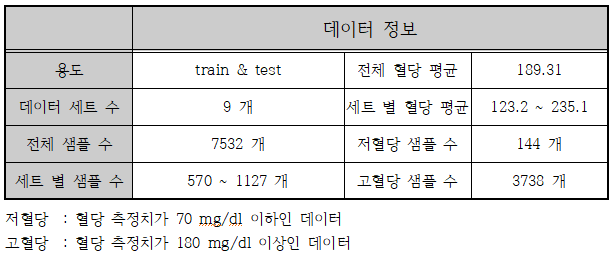 데이터 정보
용도 train & test 전체 혈당 평균 189.31
데이터 세트 수 9 개 세트 별 혈당 평균 123.2 ~ 235.1
전체 샘플 수 7532 개 저혈당 샘플 수 144 개
세트 별 샘플 수 570 ~ 1127 개 고혈당 샘플 수 3738 개
저혈당 : 혈당 측정치가 70 mg/dl 이하인 데이터
고혈당 : 혈당 측정치가 180 mg/dl 이상인 데이터